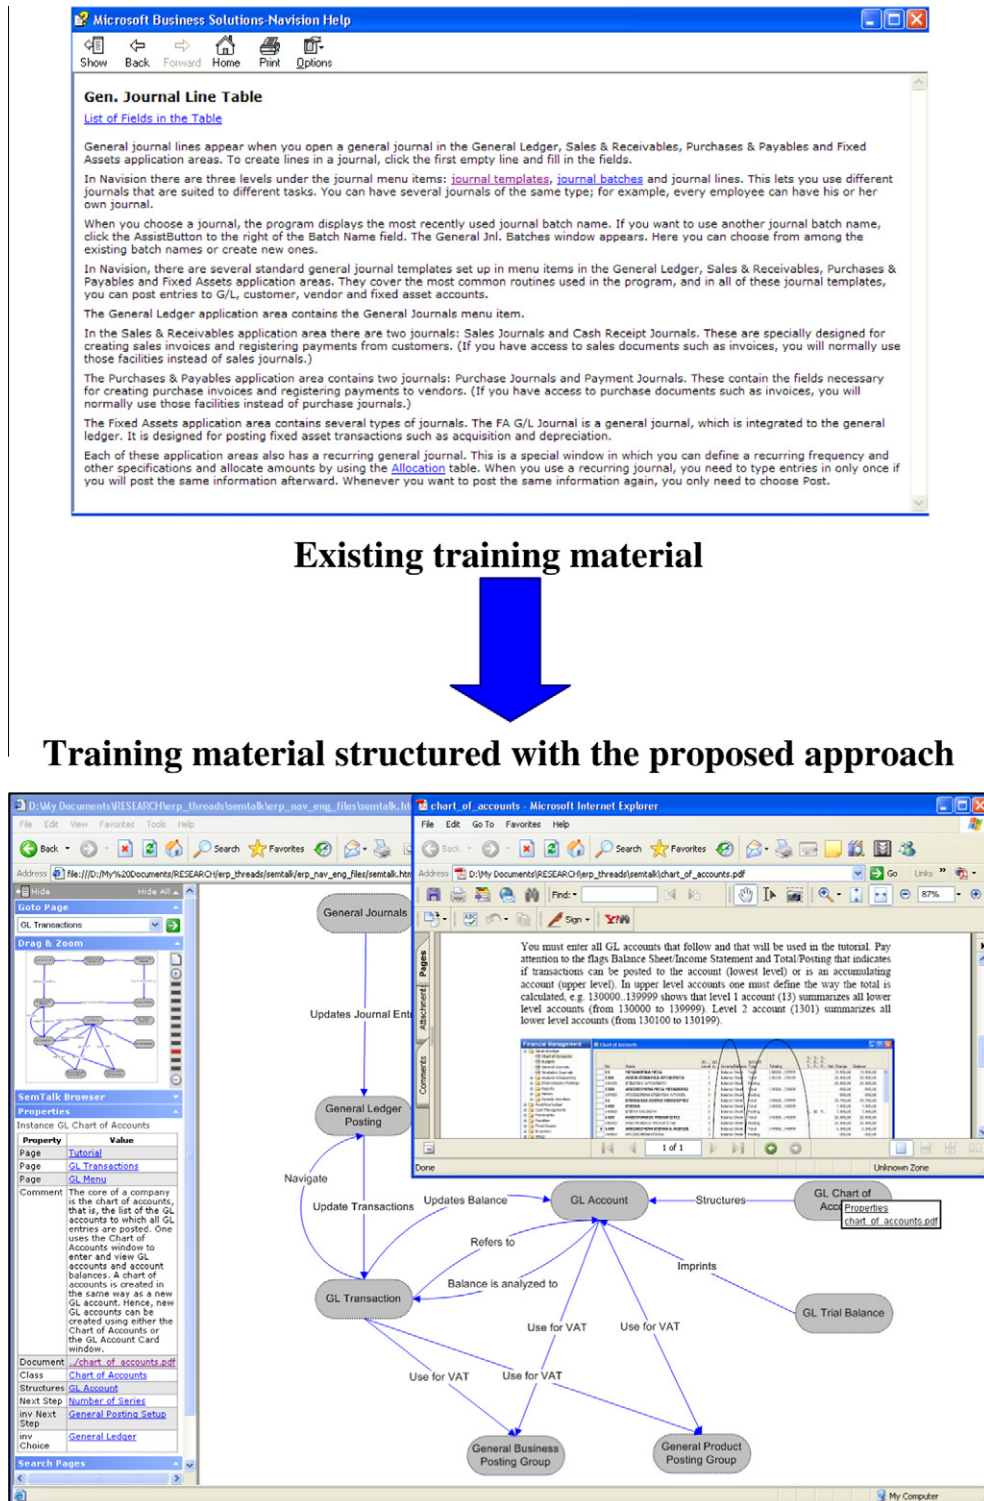 Microsoft Business Solutions-Navision Help
Show Back Forward Home Print Options
Gen. Journal Line Table
List of Fields in the Table
General journal lines appear when you open a general journal in the General Ledger, Sales & Receivables, Purchases & Payables and Fixed
Assets application areas. To create lines in a journal, click the first empty line and fill in the fields.
In Navision there are three levels under the journal menu items: journal templates, journal batches and journal lines. This lets you use different
journals that are suited to different tasks. You can have several journals of the same type; for example, every employee can have his or her
own journal.
When you choose a journal, the program displays the most recently used journal batch name. If you want to use another journal batch name,
click the AssistButton to the right of the Batch Name field. The General Jnl. Batches window appears. Here you can choose from among the
existing batch names or create new ones.
In Navision, there are several standard general journal templates set up in menu items in the General Ledger, Sales & Receivables, Purchases &
Payables and Fixed Assets application areas. They cover the most common routines used in the program, and in all of these journal templates,
you can post entries to G/L, customer, vendor and fixed asset accounts.
The General Ledger application area contains the General Journals menu item.
In the Sales & Receivables application area there are two journals: Sales Journals and Cash Receipt Journals. These are specially designed for
creating sales invoices and registering payments from customers. (If you have access to sales documents such as invoices, you will normally use
those facilities instead of sales journals.)
The Purchases & Payables application area contains two journals: Purchase Journals and Payment Journals. These contain the fields necessary
for creating purchase invoices and registering payments to vendors. (If you have access to purchase documents such as invoices, you will
normally use those facilities instead of purchase journals.)
The Fixed Assets application area contains several types of journals. The FA G/L Journal is a general journal, which is integrated to the general
ledger. It is designed for posting fixed asset transactions such as acquisition and depreciation.
Each of these application areas also has a recurring general journal. This is a special window in which you can define a recurring frequency and
other specifications and allocate amounts by using the Allocation table. When you use a recurring journal, you need to type entries in only once if
you will post the same information afterward. Whenever you want to post the same information again, you only need to choose Post.
Existing training material
Training material structured with the proposed approach
D:\My Documents\RESEARCH\erp_threads\semtalk\erp_nav_eng_files\semtalk.ht
File Edit View Favorites Tools Help
Back Search Favorites
Address file:///D:/My%20Documents/RESEARCH/erp_threads/semtalk/erp_nav_eng_files/semtalk.htm
Hide Hide All
Goto Page
GL Transactions
Drag & Zoom
SemTalk Browser
Properties
Instance GL Chart of Accounts
Property Value
Page Tutorial
Page GL Transactions
Page GL Menu
Comment The core of a company
is the chart of accounts,
that is, the list of the GL
accounts to which all GL
entries are posted. One
uses the Chart of
Accounts window to
enter and view GL
accounts and account
balances. A chart of
accounts is created in
the same way as a new
GL account. Hence, new
GL accounts can be
created using either the
Chart of Accounts or
the GL Account Card
window.
Document ../chart_of_accounts.pdf
Class Chart of Accounts
Structures GL Account
Next Step Number of Series
inv Next
Step General Posting Setup
inv
Choice General Ledger
Search Pages
chart_of_accounts - Microsoft Internet Explorer
File Edit Go To Favorites Help
Back Search Favorites
Address D:\My Documents\RESEARCH\erp_threads\semtalk\chart_of_accounts.pdf Go Links
Find: 87%
Sign Y!
Pages
Attachments
Comments
You must enter all GL accounts that follow and that will be used in the tutorial. Pay
attention to the flags Balance Sheet/Income Statement and Total/Posting that indicates
if transactions can be posted to the account (lowest level) or is an accumulating
account (upper level). In upper level accounts one must define the way the total is
calculated, e.g. 130000..139999 shows that level 1 account (13) summarizes all lower
level accounts (from 130000 to 139999). Level 2 account (1301) summarizes all
lower level accounts (from 130100 to 130199).
Financial Management
Chart of Accounts
1 of 1
Done Unknown Zone
General Journals
Updates Journal Ent
General Ledger
Posting
Navigate
Update Transactions
Updates Balance
GL Account
Structures
GL Chart of
Acco
Properties
chart_of_accounts.pdf
Refers to
Imprints
Balance is analyzed to
GL Transaction
GL Trial Balance
Use for VAT
Use for VAT
Use for VAT
Use for VAT
General Business
Posting Group
General Product
Posting Group
My Computer